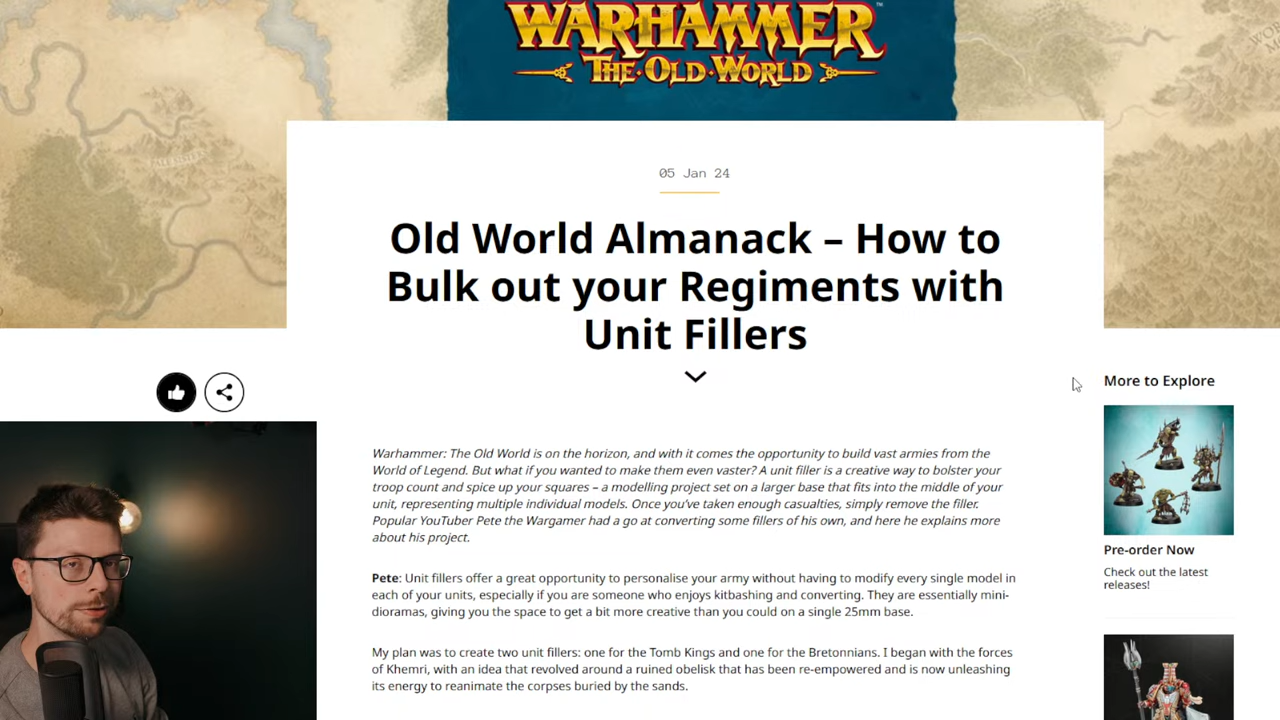 WARHAMMER
THE·OLD·WORLD
05 Jan 24
Old World Almanack – How to
Bulk out your Regiments with
Unit Fillers
More to Explore
Warhammer: The Old World is on the horizon, and with it comes the opportunity to build vast armies from the
World of Legend. But what if you wanted to make them even vaster? A unit filler is a creative way to bolster your
troop count and spice up your squares – a modelling project set on a larger base that fits into the middle of your
unit, representing multiple individual models. Once you've taken enough casualties, simply remove the filler.
Popular YouTuber Pete the Wargamer had a go at converting some fillers of his own, and here he explains more
about his project.
Pre-order Now
Check out the latest
releases!
Pete: Unit fillers offer a great opportunity to personalise your army without having to modify every single model in
each of your units, especially if you are someone who enjoys kitbashing and converting. They are essentially mini-
dioramas, giving you the space to get a bit more creative than you could on a single 25mm base.
My plan was to create two unit fillers: one for the Tomb Kings and one for the Bretonnians. I began with the forces
of Khemri, with an idea that revolved around a ruined obelisk that has been re-empowered and is now unleashing
its energy to reanimate the corpses buried by the sands.